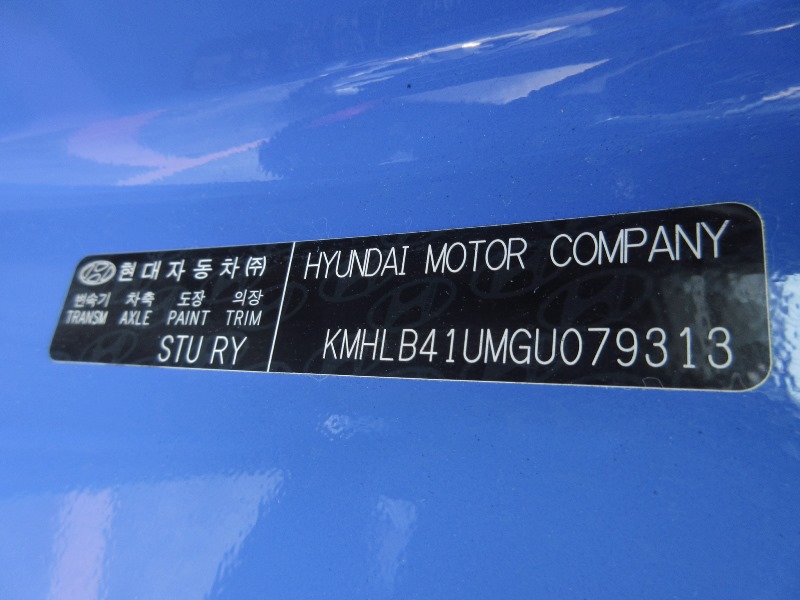 현대자동차㈜
변속기 차축 도장 의장
TRANSM AXLE PAINT TRIM
STU RY
HYUNDAI MOTOR COMPANY
KMHLB41UMGU079313